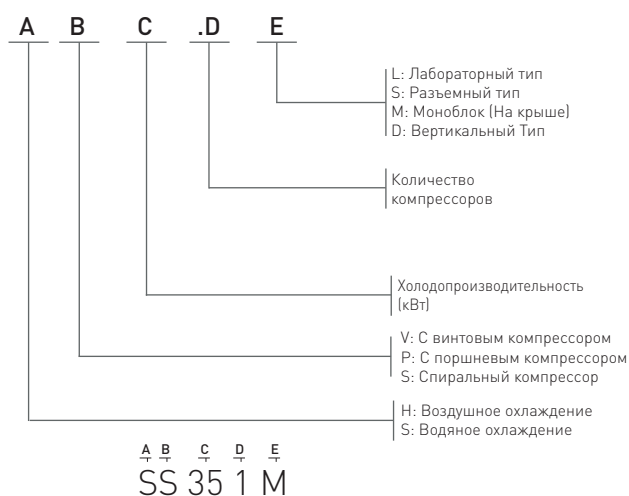 A B C .D E
L: Лабораторный тип
S: Разъемный тип
M: Моноблок (На крыше)
D: Вертикальный Тип
Количество
компрессоров
Холодопроизводительность
(кВт)
V: С винтовым компрессором
P: С поршневым компрессором
S: Спиральный компрессор
H: Воздушное охлаждение
S: Водяное охлаждение
A B C D E
SS 35 1 M